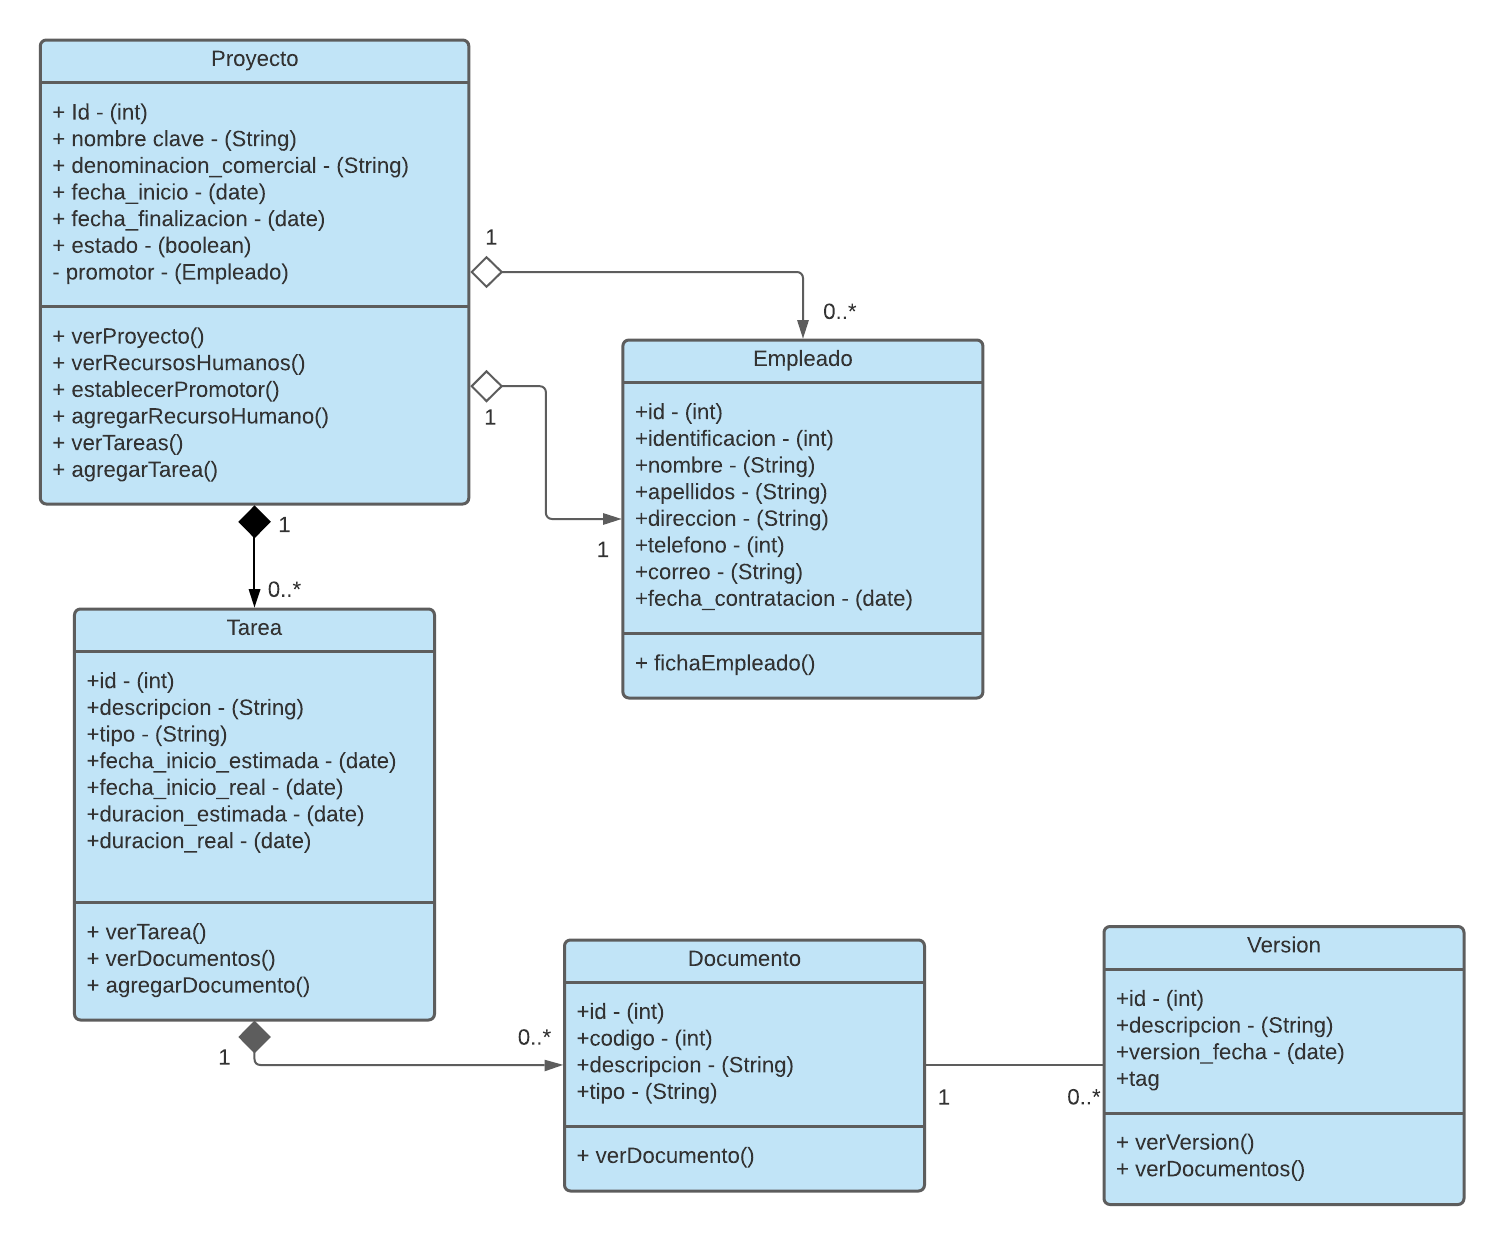 Proyecto
+ Id - (int)
+ nombre clave - (String)
+ denominacion_comercial - (String)
+ fecha_inicio - (date)
+ fecha_finalizacion - (date)
+ estado - (boolean)
- promotor - (Empleado)
+ verProyecto()
+ verRecursosHumanos()
+ establecerPromotor()
+ agregarRecursoHumano()
+ verTareas()
+ agregarTarea()
1
0..*
1
1
Empleado
+id - (int)
+identificacion - (int)
+nombre - (String)
+apellidos - (String)
+direccion - (String)
+telefono - (int)
+correo - (String)
+fecha_contratacion - (date)
+ fichaEmpleado()
1
0..*
Tarea
+id - (int)
+descripcion - (String)
+tipo - (String)
+fecha_inicio_estimada - (date)
+fecha_inicio_real - (date)
+duracion_estimada - (date)
+duracion_real - (date)
+ verTarea()
+ verDocumentos()
+ agregarDocumento()
1
0..*
Documento
+id - (int)
+codigo - (int)
+descripcion - (String)
+tipo - (String)
+ verDocumento()
1
0..*
Version
+id - (int)
+descripcion - (String)
+version_fecha - (date)
+tag
+ verVersion()
+ verDocumentos()